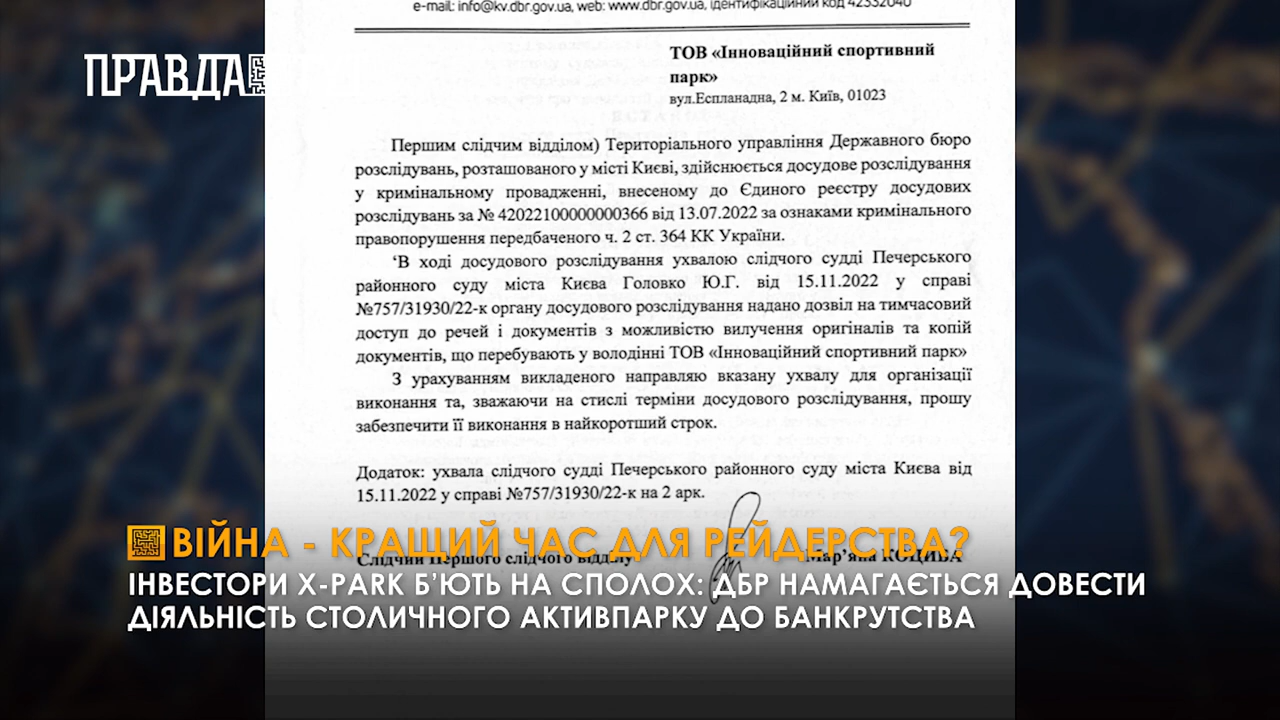 e-mail: info@kv.dbr.gov.ua, web: www.dbr.gov.ua, ідентифікаційний код 42332040
ПРАВДА
ТОВ «Інноваційний спортивний
парк»
вул.Еспланадна, 2 м. Київ, 01023
Першим слідчим відділом) Територіального управління Державного бюро
розслідувань, розташованого у місті Києві, здійснюється досудове розслідування
у кримінальному провадженні, внесеному до Єдиного реєстру досудових
розслідувань за № 42022100000000366 від 13.07.2022 за ознаками кримінального
правопорушення передбаченого ч. 2 ст. 364 КК України.
‘В ході досудового розслідування ухвалою слідчого судді Печерського
районного суду міста Києва Головко Ю.Г. від 15.11.2022 у справі
№757/31930/22-к органу досудового розслідування надано дозвіл на тимчасовий
доступ до речей і документів з можливістю вилучення оригіналів та копій
документів, що перебувають у володінні ТОВ «Інноваційний спортивний парк»
З урахуванням викладеного направляю вказану ухвалу для організації
виконання та, зважаючи на стислі терміни досудового розслідування, прошу
забезпечити її виконання в найкоротший строк.
Додаток: ухвала слідчого судді Печерського районного суду міста Києва від
15.11.2022 у справі №757/31930/22-к на 2 арк.
Слідчий Першого слідчого відділу Мар’яна КОЦИБА
ВІЙНА - КРАЩИЙ ЧАС ДЛЯ РЕЙДЕРСТВА?
ІНВЕСТОРИ X-PARK Б’ЮТЬ НА СПОЛОХ: ДБР НАМАГАЄТЬСЯ ДОВЕСТИ
ДІЯЛЬНІСТЬ СТОЛИЧНОГО АКТИВПАРКУ ДО БАНКРУТСТВА